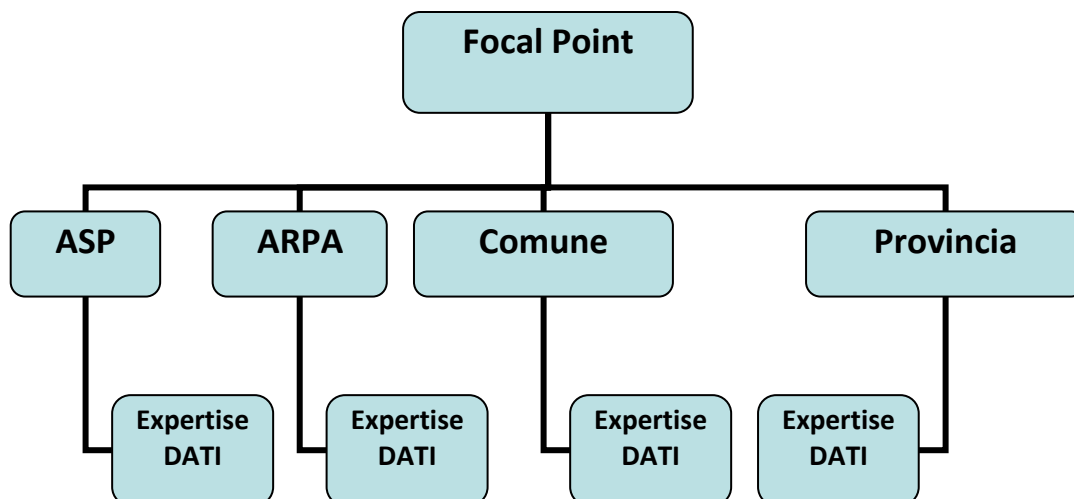 Focal Point
ASP
ARPA
Comune
Provincia
Expertise
DATI
Expertise
DATI
Expertise
DATI
Expertise
DATI